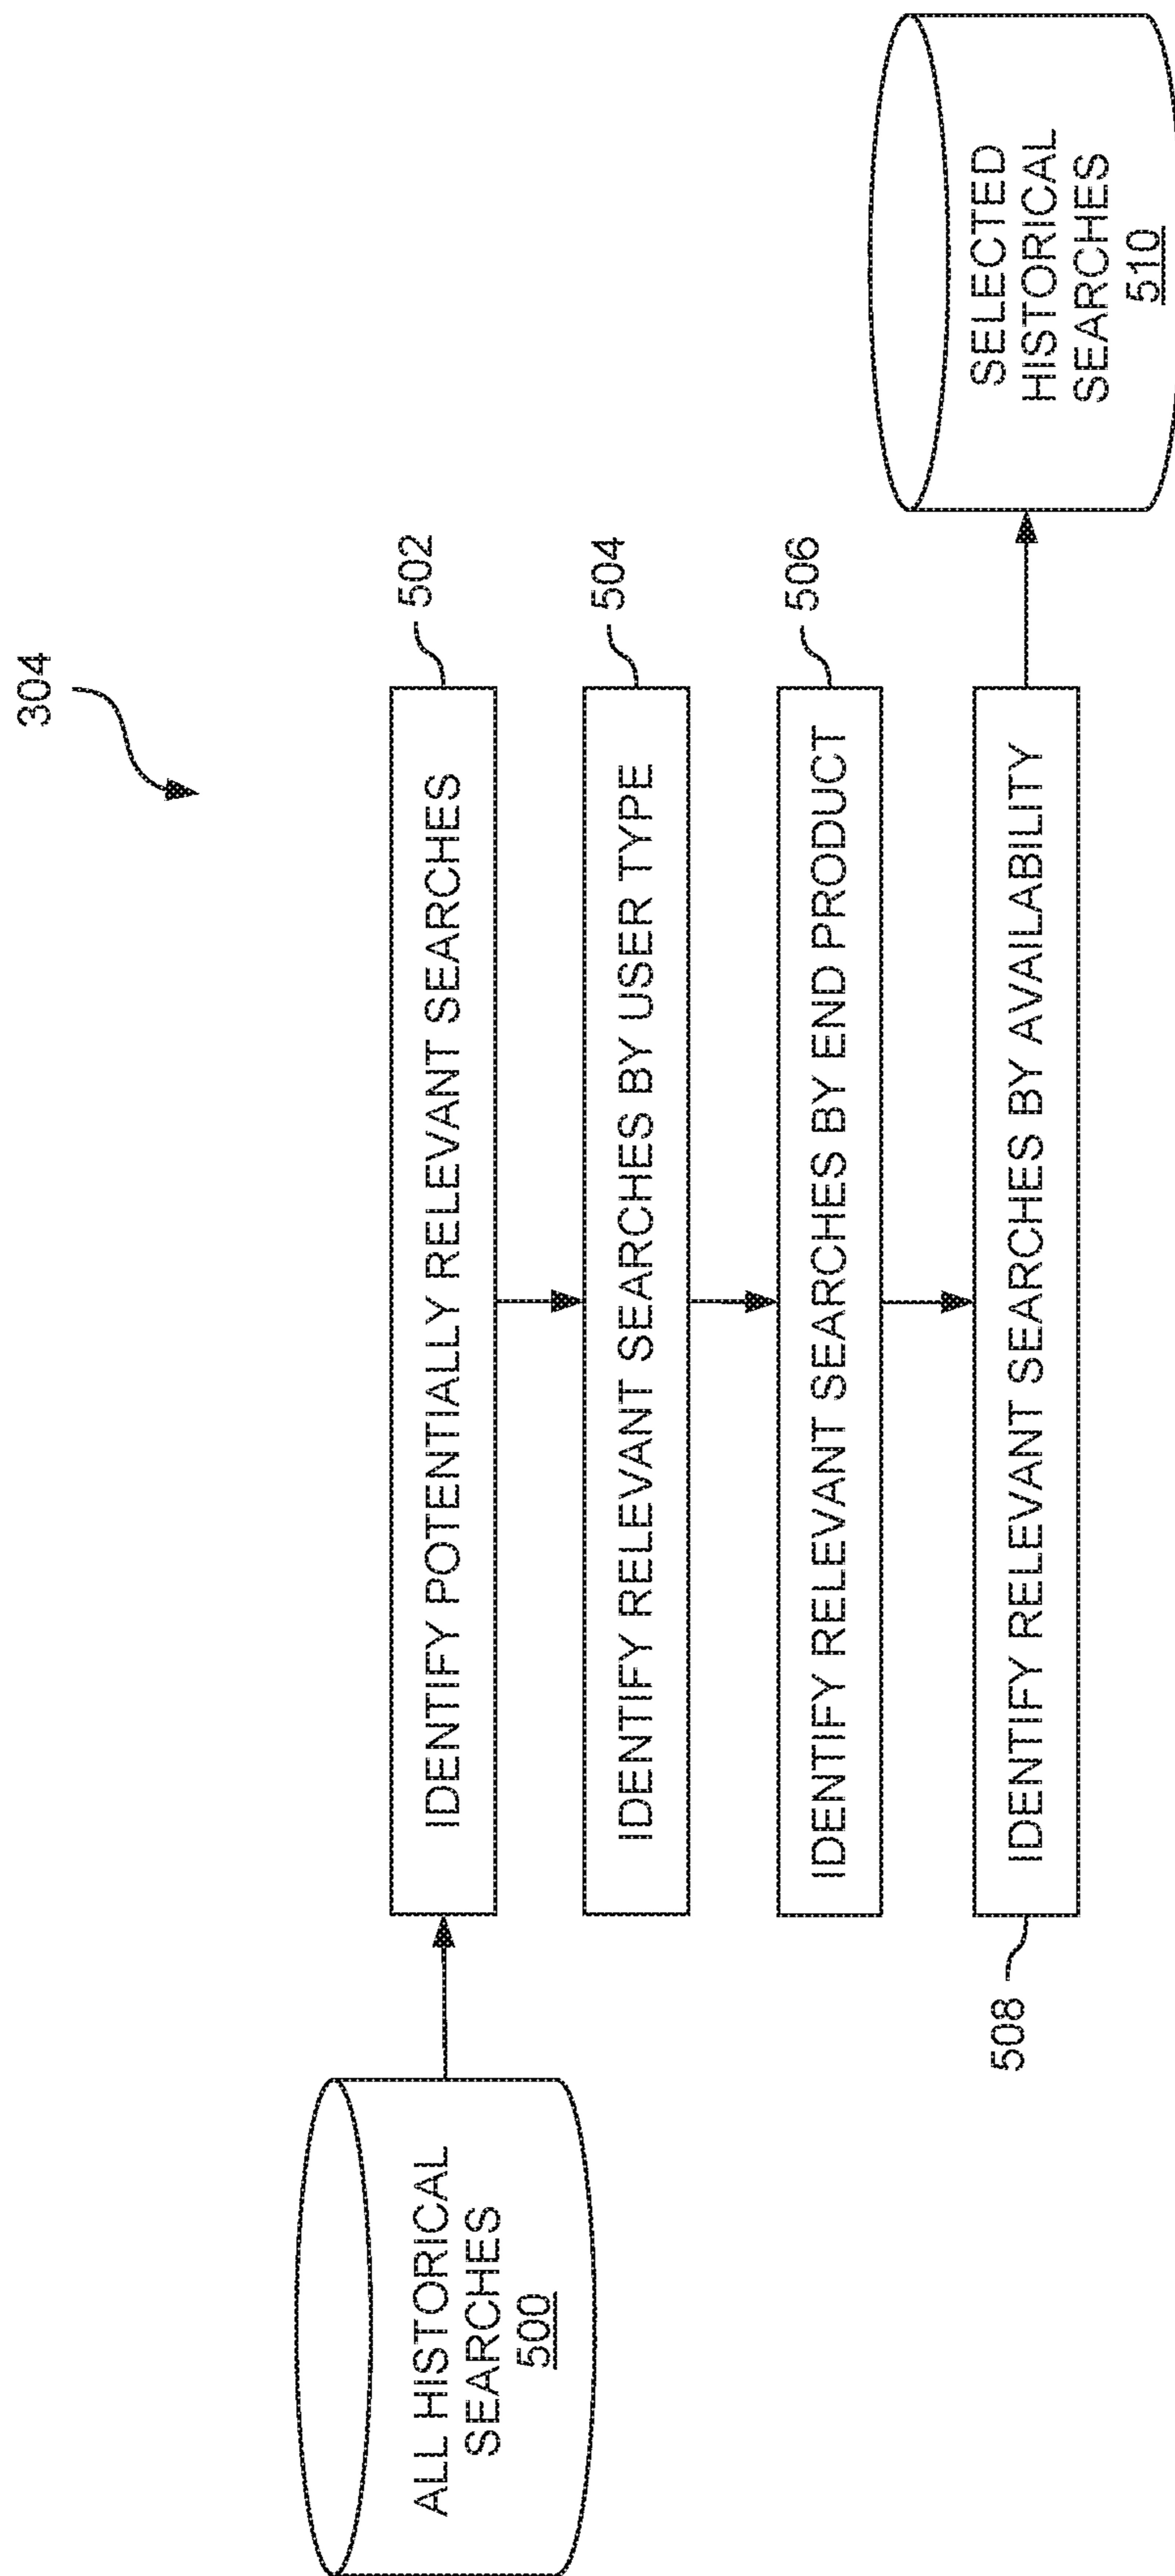 304
ALL HISTORICAL
SEARCHES
500
IDENTIFY POTENTIALLY RELEVANT SEARCHES
502
IDENTIFY RELEVANT SEARCHES BY USER TYPE
504
IDENTIFY RELEVANT SEARCHES BY END PRODUCT
506
508
IDENTIFY RELEVANT SEARCHES BY AVAILABILITY
SELECTED
HISTORICAL
SEARCHES
510